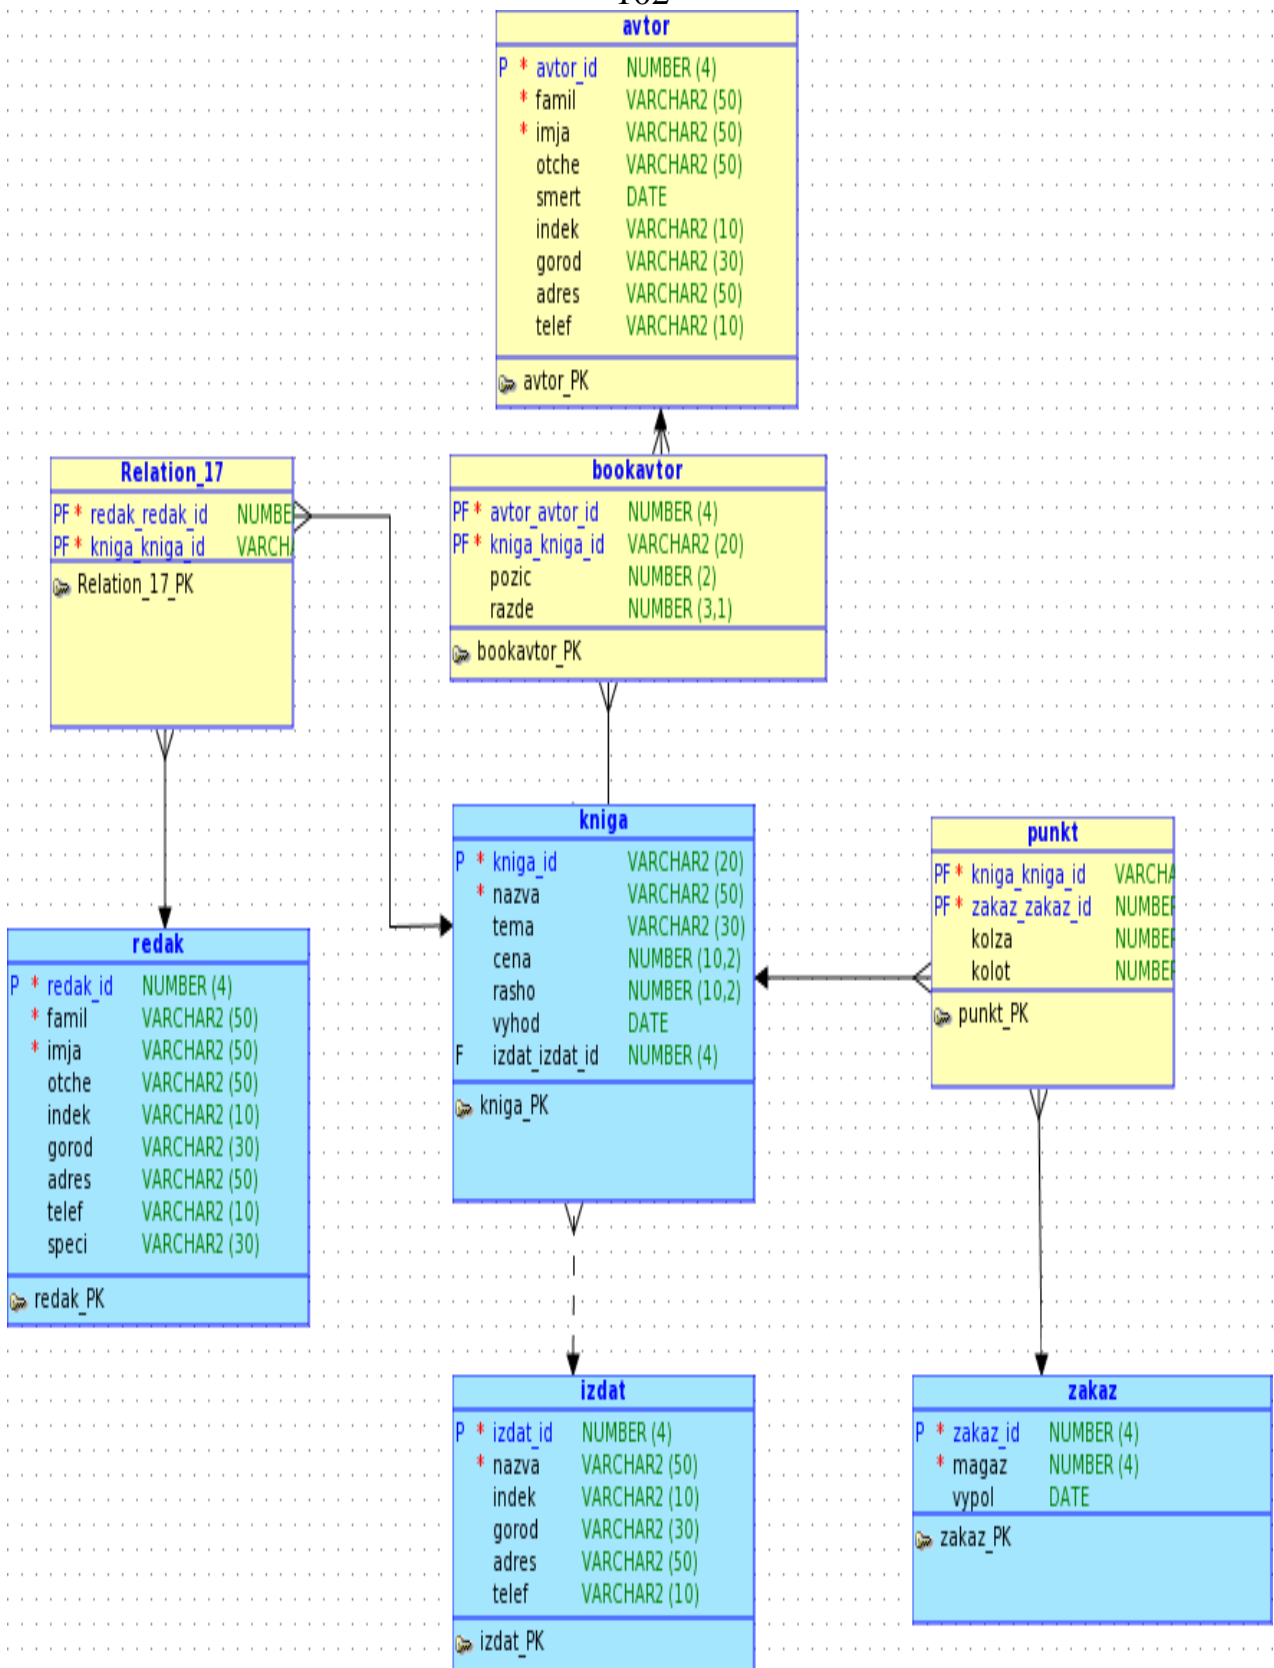 avtor
P * avtor_id NUMBER (4)
* famil VARCHAR2 (50)
* imja VARCHAR2 (50)
otche VARCHAR2 (50)
smert DATE
indek VARCHAR2 (10)
gorod VARCHAR2 (30)
adres VARCHAR2 (50)
telef VARCHAR2 (10)
avtor_PK
Relation_17
PF * redak_redak_id NUMBE
PF * kniga_kniga_id VARCHA
Relation_17_PK
bookavtor
PF * avtor_avtor_id NUMBER (4)
PF * kniga_kniga_id VARCHAR2 (20)
pozic NUMBER (2)
razde NUMBER (3,1)
bookavtor_PK
kniga
P * kniga_id VARCHAR2 (20)
* nazva VARCHAR2 (50)
tema VARCHAR2 (30)
cena NUMBER (10,2)
rasho NUMBER (10,2)
vyhod DATE
F izdat_izdat_id NUMBER (4)
kniga_PK
punkt
PF * kniga_kniga_id VARCHA
PF * zakaz_zakaz_id NUMBER
kolza NUMBER
kolot NUMBER
punkt_PK
redak
P * redak_id NUMBER (4)
* famil VARCHAR2 (50)
* imja VARCHAR2 (50)
otche VARCHAR2 (50)
indek VARCHAR2 (10)
gorod VARCHAR2 (30)
adres VARCHAR2 (50)
telef VARCHAR2 (10)
speci VARCHAR2 (30)
redak_PK
izdat
P * izdat_id NUMBER (4)
* nazva VARCHAR2 (50)
indek VARCHAR2 (10)
gorod VARCHAR2 (30)
adres VARCHAR2 (50)
telef VARCHAR2 (10)
izdat_PK
zakaz
P * zakaz_id NUMBER (4)
* magaz NUMBER (4)
vypol DATE
zakaz_PK